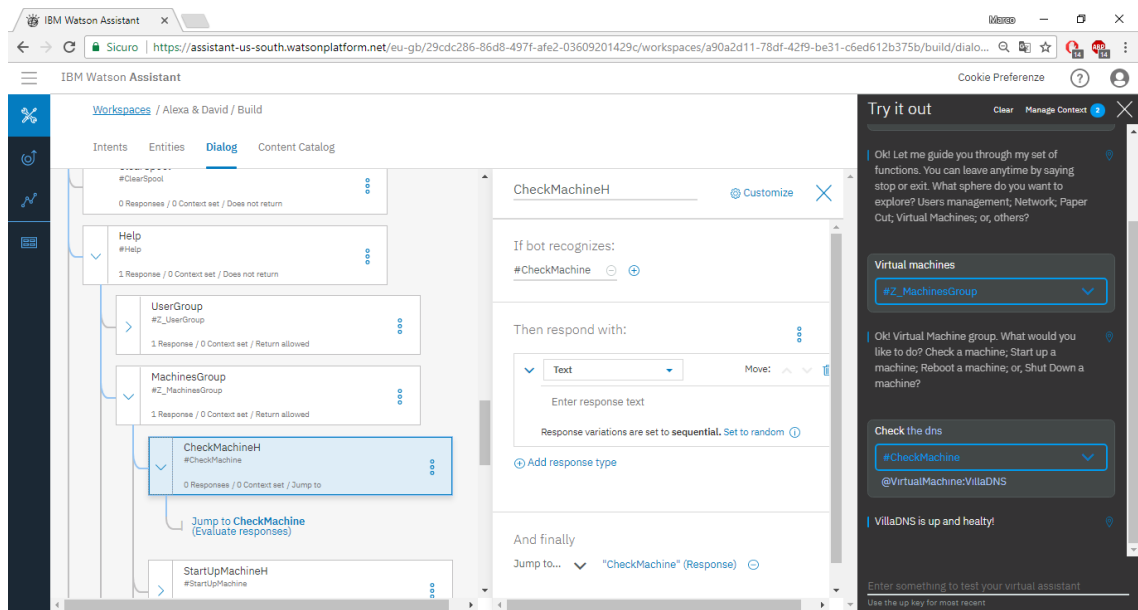 IBM Watson Assistant
Marco
Sicuro
https://assistant-us-south.watsonplatform.net/eu-gb/29cdc286-86d8-497f-afe2-03609201429c/workspaces/a90a2d11-78df-42f9-be31-c6ed612b375b/build/dialo...
14
14
IBM Watson Assistant
Cookie Preferenze
Workspaces / Alexa & David / Build
Intents Entities Dialog Content Catalog
#ClearSpool
0 Responses / 0 Context set / Does not return
Help
#Help
1 Response / 0 Context set / Does not return
UserGroup
#Z_UserGroup
1 Response / 0 Context set / Return allowed
MachinesGroup
#Z_MachinesGroup
1 Response / 0 Context set / Return allowed
CheckMachineH
#CheckMachine
0 Responses / 0 Context set / Jump to
Jump to CheckMachine
(Evaluate responses)
StartUpMachineH
#StartUpMachine
CheckMachineH
Customize
If bot recognizes:
#CheckMachine
Then respond with:
Text
Move:
Enter response text
Response variations are set to sequential. Set to random
Add response type
And finally
Jump to... "CheckMachine" (Response)
Try it out
Clear
Manage Context 2
Ok! Let me guide you through my set of
functions. You can leave anytime by saying
stop or exit. What sphere do you want to
explore? Users management; Network; Paper
Cut; Virtual Machines; or, others?
Virtual machines
#Z_MachinesGroup
Ok! Virtual Machine group. What would you
like to do? Check a machine; Start up a
machine; Reboot a machine; or, Shut Down a
machine?
Check the dns
#CheckMachine
@VirtualMachine:VillaDNS
VillaDNS is up and healty!
Enter something to test your virtual assistant
Use the up key for most recent